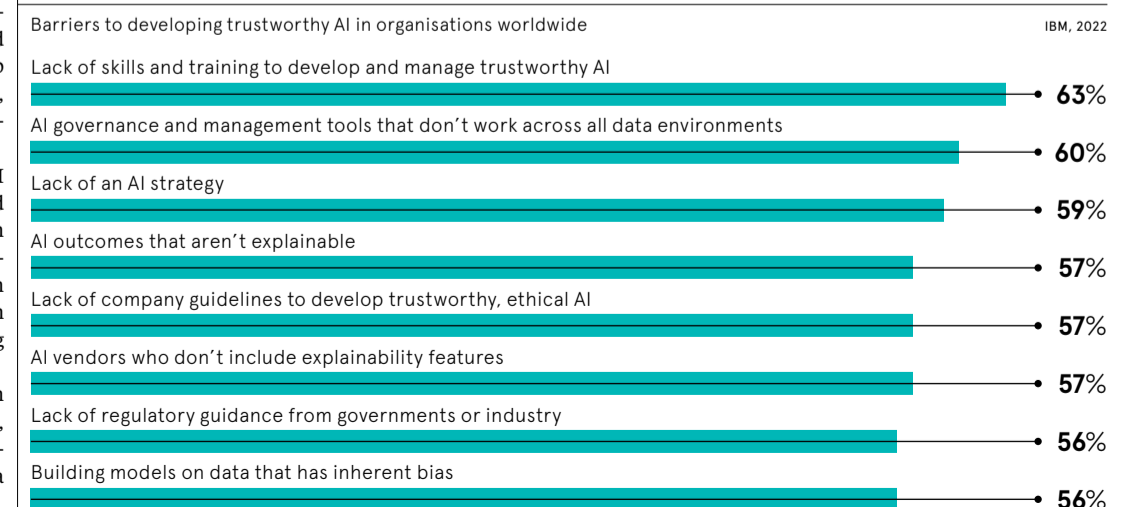 Barriers to developing trustworthy AI in organisations worldwide
IBM, 2022
Lack of skills and training to develop and manage trustworthy AI
63%
AI governance and management tools that don't work across all data environments
60%
Lack of an AI strategy
59%
AI outcomes that aren't explainable
57%
Lack of company guidelines to develop trustworthy, ethical AI
57%
AI vendors who don't include explainability features
57%
Lack of regulatory guidance from governments or industry
56%
Building models on data that has inherent bias
56%